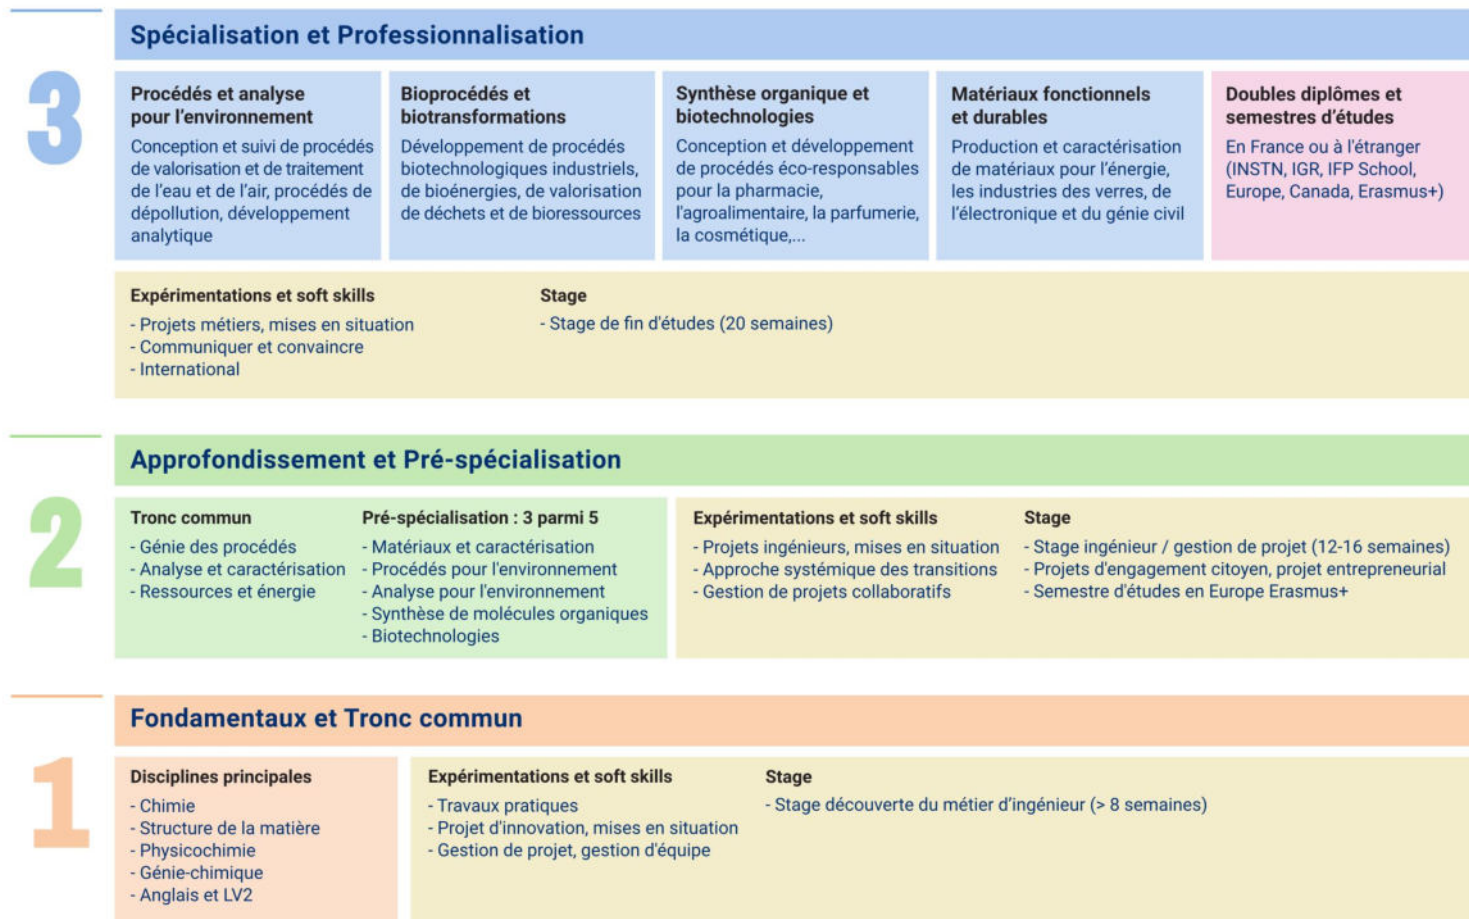 3
Spécialisation et Professionnalisation
Procédés et analyse
pour l’environnement
Conception et suivi de procédés
de valorisation et de traitement
de l’eau et de l’air, procédés de
dépollution, développement
analytique
Bioprocédés et
biotransformations
Développement de procédés
biotechnologiques industriels,
de bioénergies, de valorisation
de déchets et de bioressources
Synthèse organique et
biotechnologies
Conception et développement
de procédés éco-responsables
pour la pharmacie,
l'agroalimentaire, la parfumerie,
la cosmétique,...
Matériaux fonctionnels
et durables
Production et caractérisation
de matériaux pour l’énergie,
les industries des verres, de
l’électronique et du génie civil
Doubles diplômes et
semestres d’études
En France ou à l'étranger
(INSTN, IGR, IFP School,
Europe, Canada, Erasmus+)
Expérimentations et soft skills
- Projets métiers, mises en situation
- Communiquer et convaincre
- International
Stage
- Stage de fin d'études (20 semaines)
2
Approfondissement et Pré-spécialisation
Tronc commun
- Génie des procédés
- Analyse et caractérisation
- Ressources et énergie
Pré-spécialisation : 3 parmi 5
- Matériaux et caractérisation
- Procédés pour l'environnement
- Analyse pour l'environnement
- Synthèse de molécules organiques
- Biotechnologies
Expérimentations et soft skills
- Projets ingénieurs, mises en situation
- Approche systémique des transitions
- Gestion de projets collaboratifs
Stage
- Stage ingénieur / gestion de projet (12-16 semaines)
- Projets d'engagement citoyen, projet entrepreneurial
- Semestre d'études en Europe Erasmus+
1
Fondamentaux et Tronc commun
Disciplines principales
- Chimie
- Structure de la matière
- Physicochimie
- Génie-chimique
- Anglais et LV2
Expérimentations et soft skills
- Travaux pratiques
- Projet d'innovation, mises en situation
- Gestion de projet, gestion d'équipe
Stage
- Stage découverte du métier d’ingénieur (> 8 semaines)